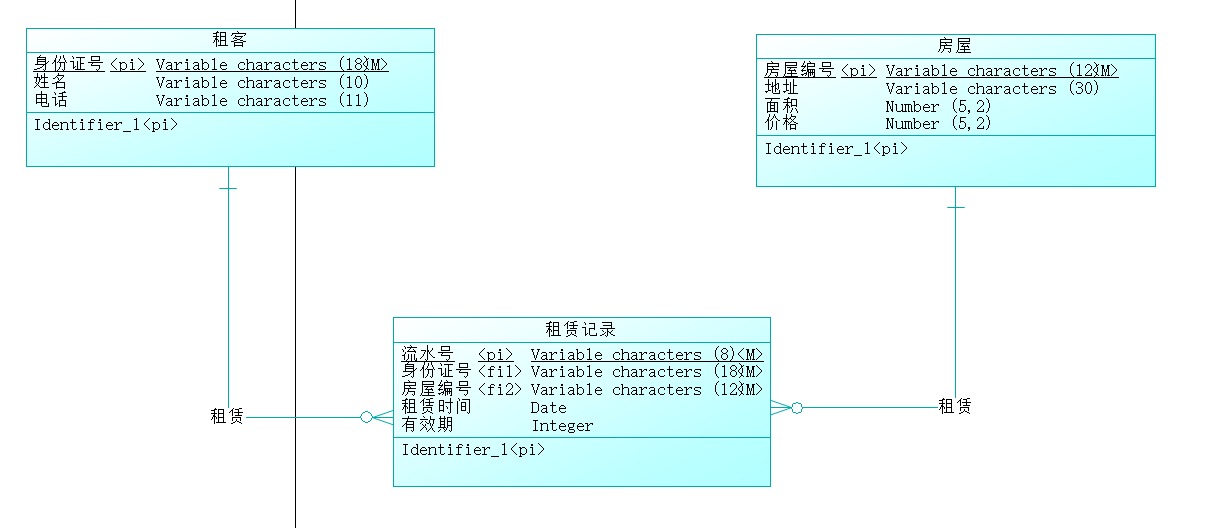 租客
身份证号 <pi> Variable characters (18)<M>
姓名 Variable characters (10)
电话 Variable characters (11)
Identifier_1<pi>
房屋
房屋编号 <pi> Variable characters (12)<M>
地址 Variable characters (30)
面积 Number (5,2)
价格 Number (5,2)
Identifier_1<pi>
租赁记录
流水号 <pi> Variable characters (8)<M>
身份证号 <fi1> Variable characters (18)<M>
房屋编号 <fi2> Variable characters (12)<M>
租赁时间 Date
有效期 Integer
Identifier_1<pi>
租赁
租赁